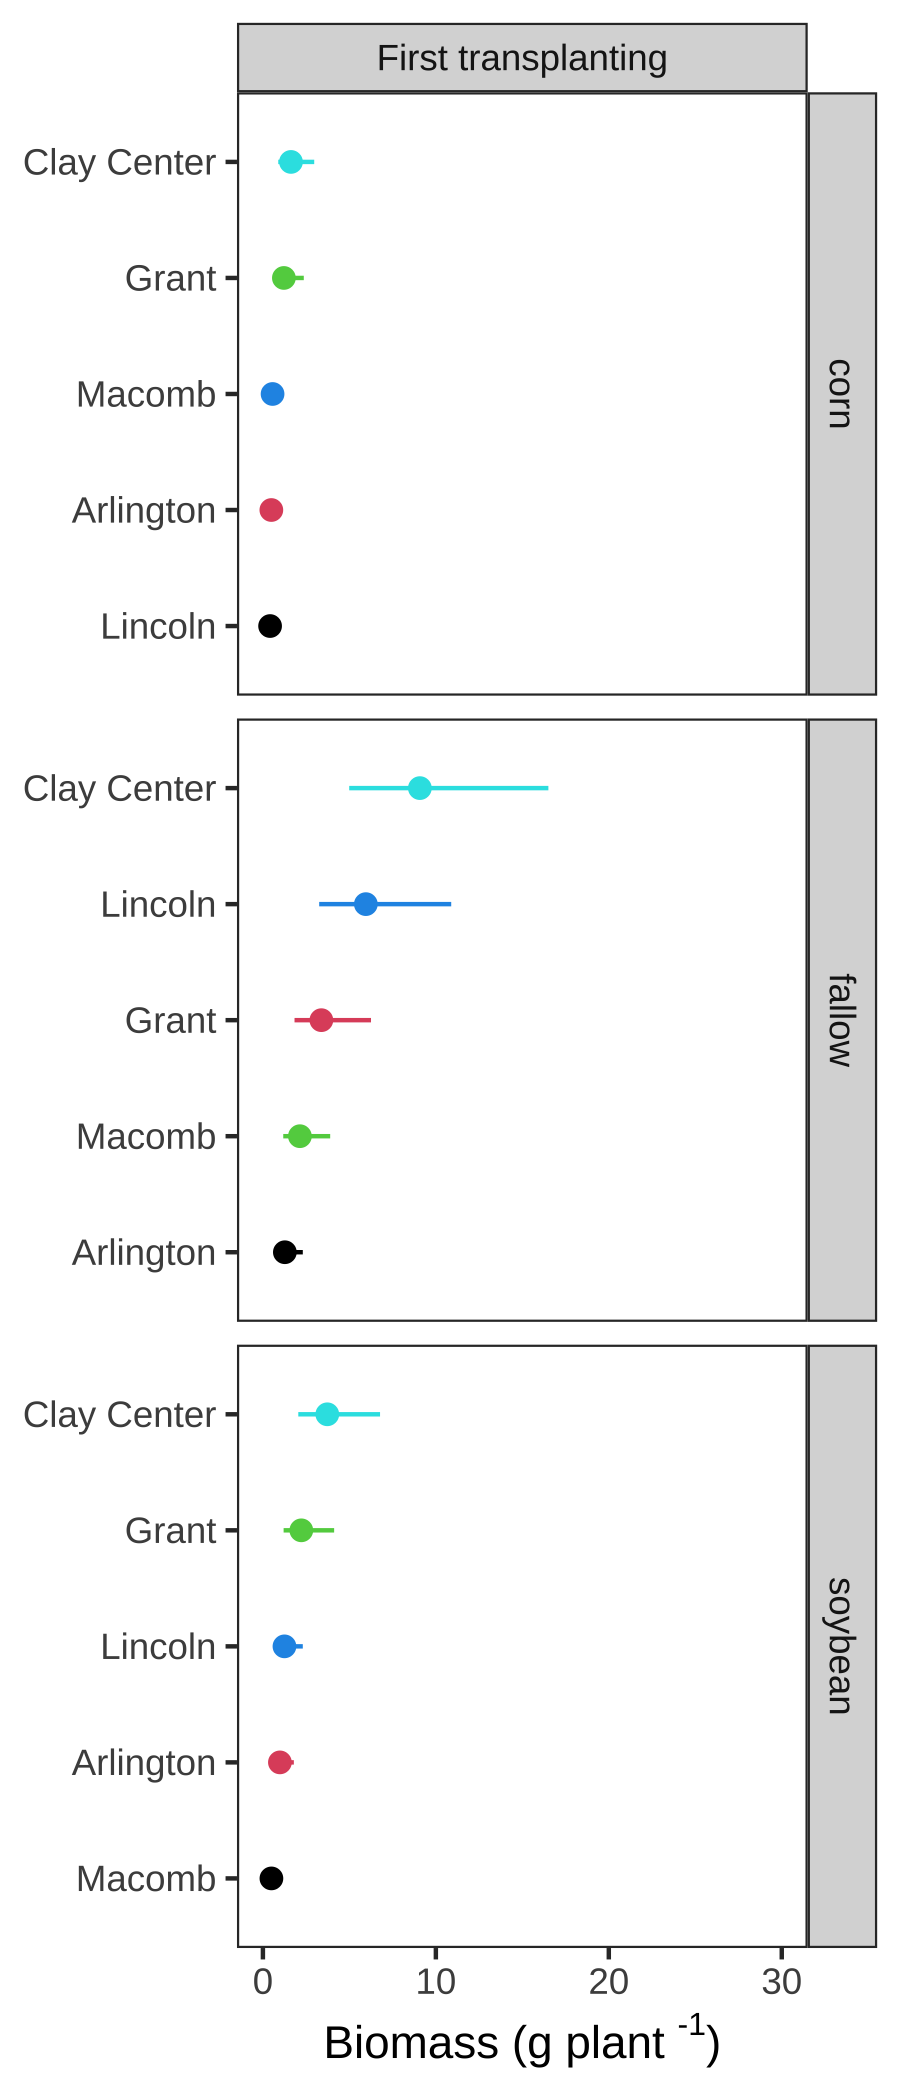 First transplanting
Clay Center
Grant
Macomb
Arlington
Lincoln
corn
Clay Center
Lincoln
Grant
Macomb
Arlington
fallow
Clay Center
Grant
Lincoln
Arlington
Macomb
soybean
0 10 20 30
Biomass (g plant -1)